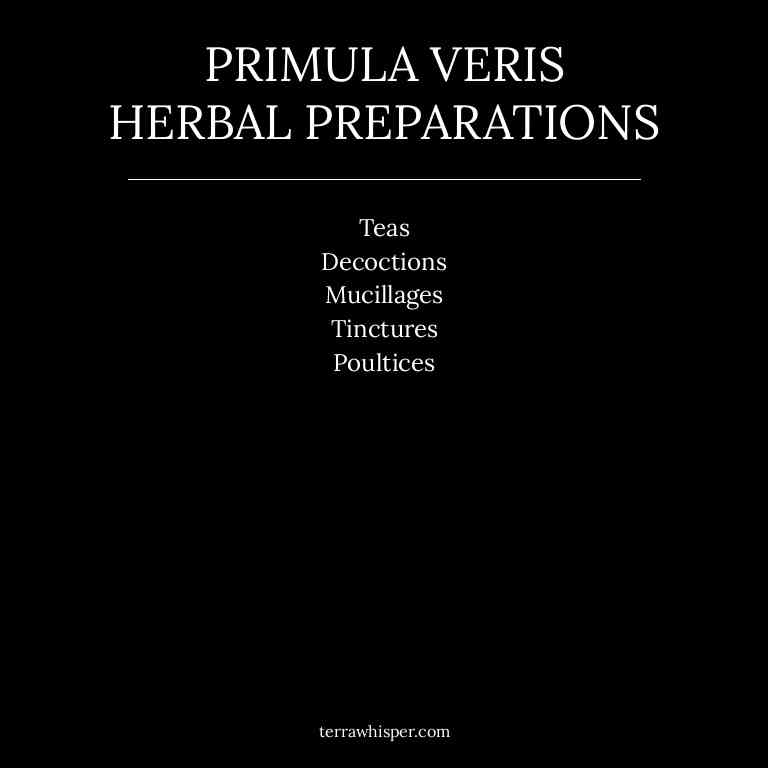 PRIMULA VERIS
HERBAL PREPARATIONS
Teas
Decoctions
Mucillages
Tinctures
Poultices
terrawhisper.com